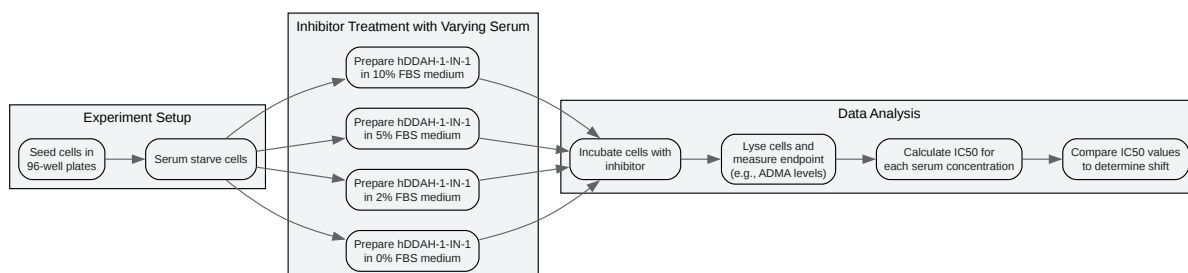 Experiment Setup
Seed cells in
96-well plates
Serum starve cells
Inhibitor Treatment with Varying Serum
Prepare hDDAH-1-IN-1
in 10% FBS medium
Prepare hDDAH-1-IN-1
in 5% FBS medium
Prepare hDDAH-1-IN-1
in 2% FBS medium
Prepare hDDAH-1-IN-1
in 0% FBS medium
Data Analysis
Incubate cells with
inhibitor
Lyse cells and
measure endpoint
(e.g., ADMA levels)
Calculate IC50 for
each serum concentration
Compare IC50 values
to determine shift